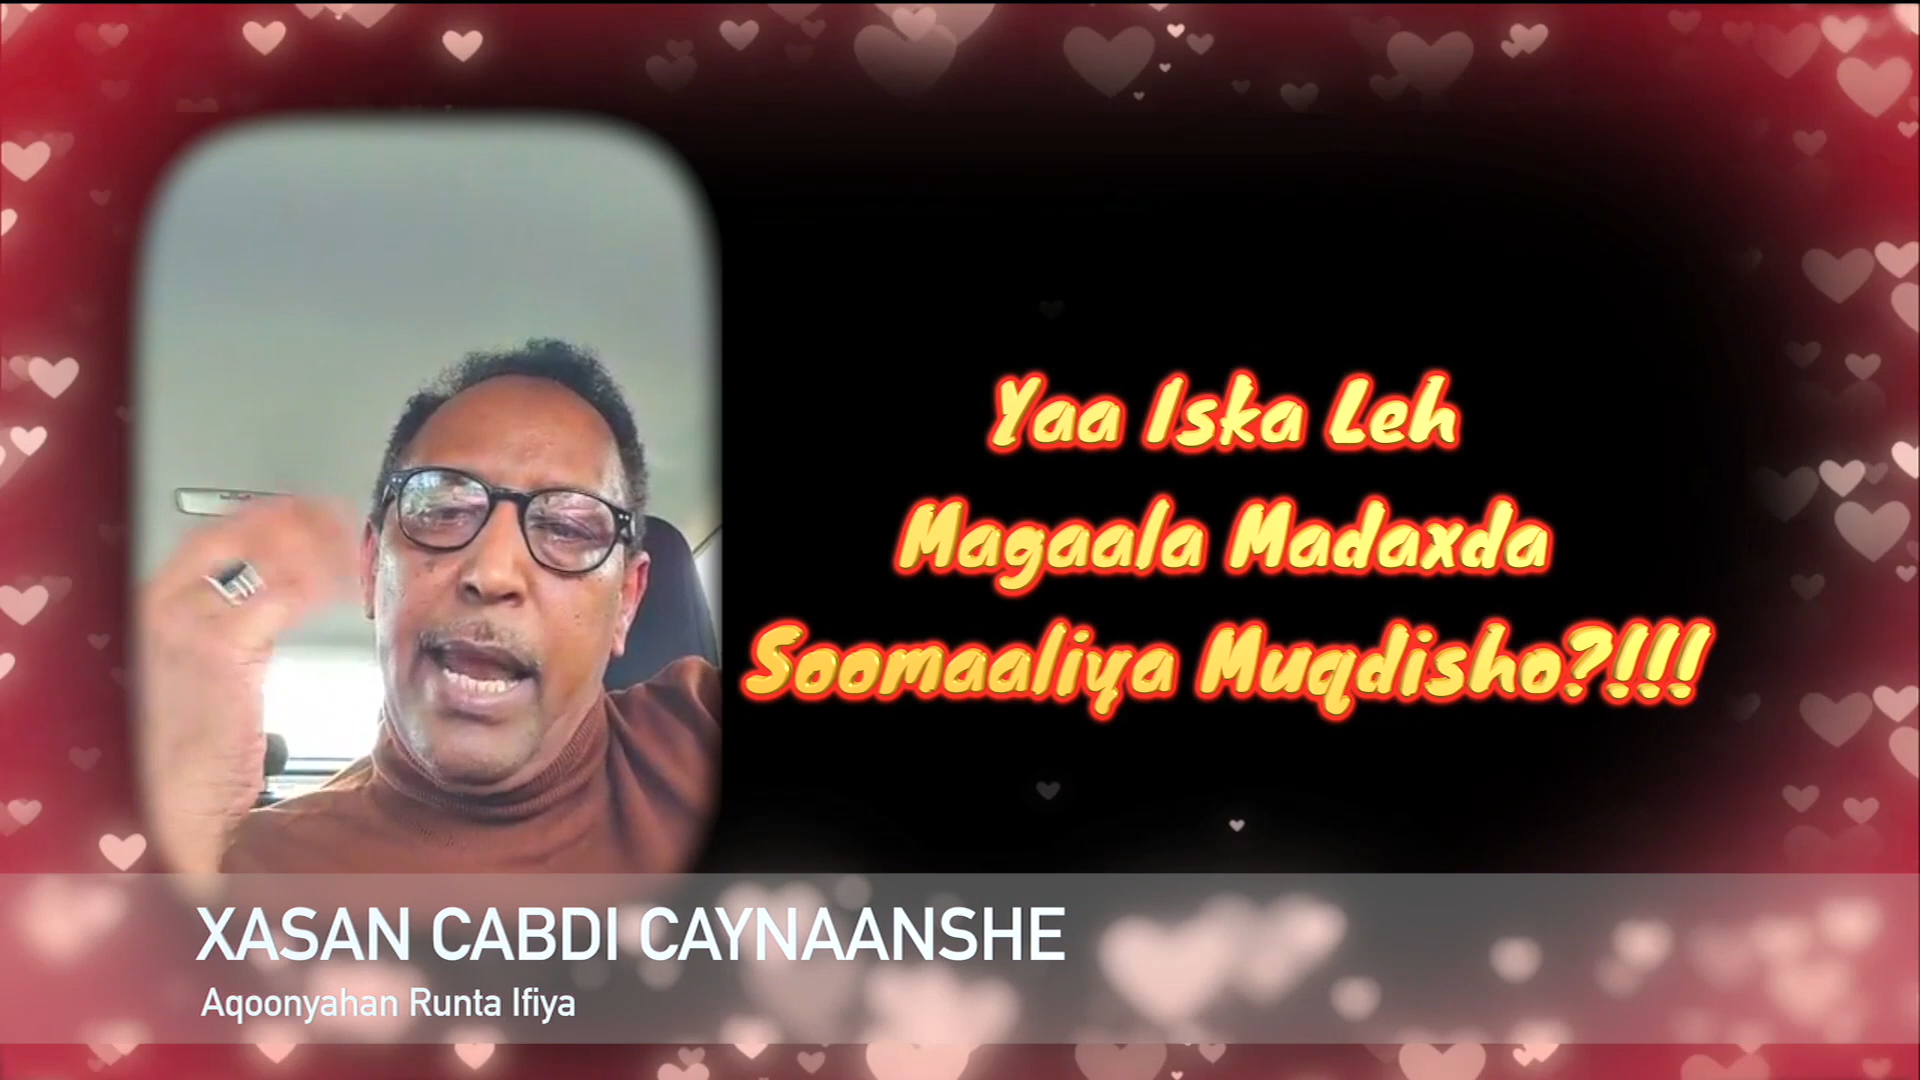 Yaa Iska Leh
Magaala Madaxda
Soomaaliya Muqdisho?!!!
XASAN CABDI CAYNAANSHE
Aqoonyahan Runta Ifiya